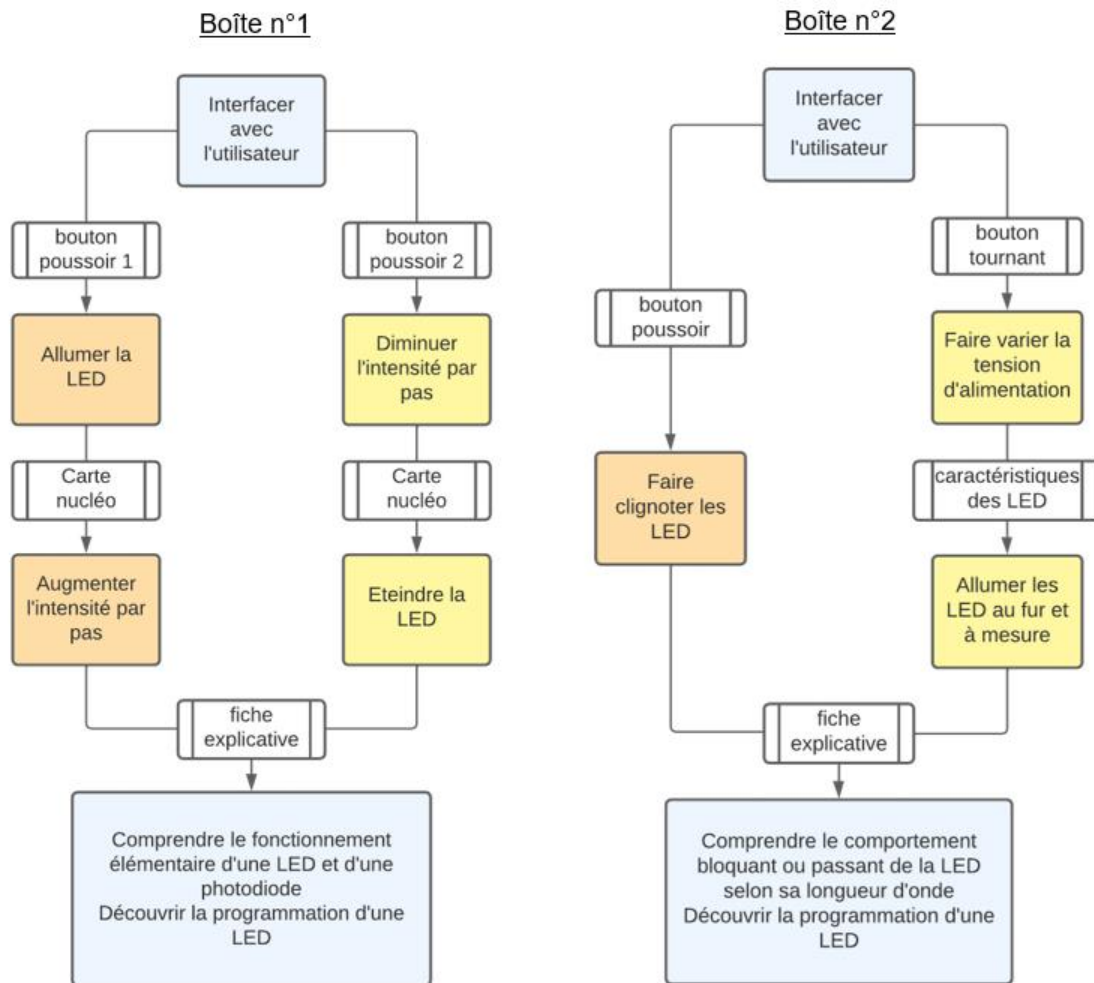 Boîte n°1
Interfacer
avec
l'utilisateur
bouton
poussoir 1
bouton
poussoir 2
Allumer la
LED
Diminuer
l'intensité par
pas
Carte
nucléo
Carte
nucléo
Augmenter
l'intensité par
pas
Eteindre la
LED
fiche
explicative
Comprendre le fonctionnement
élémentaire d'une LED et d'une
photodiode
Découvrir la programmation d'une
LED
Boîte n°2
Interfacer
avec
l'utilisateur
bouton
poussoir
bouton
tournant
Faire varier la
tension
d'alimentation
caractéristiques
des LED
Faire
clignoter les
LED
Allumer les
LED au fur et
à mesure
fiche
explicative
Comprendre le comportement
bloquant ou passant de la LED
selon sa longueur d'onde
Découvrir la programmation d'une
LED